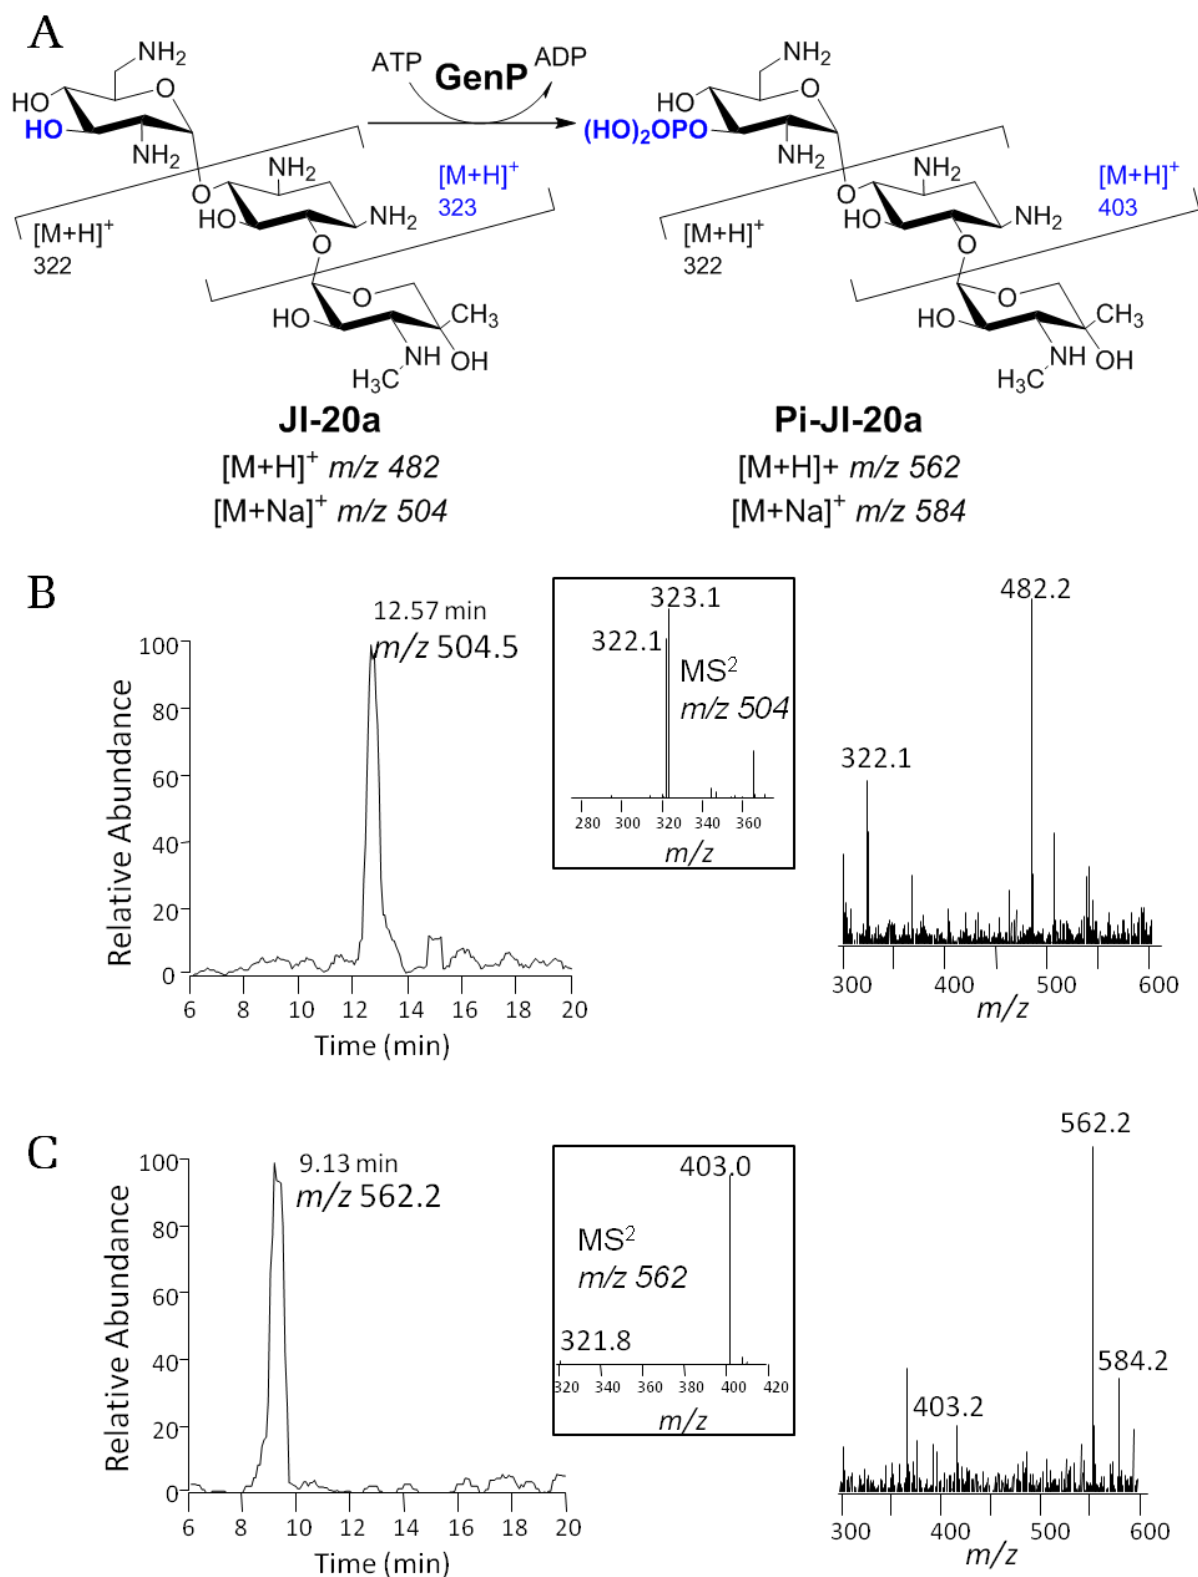 A
NH₂
O
HO
HO
NH₂
ATP
GenP
ADP
NH₂
O
HO
(HO)₂OPO
NH₂
O
NH₂
HO
NH₂
O
[M+H]⁺
323
[M+H]⁺
322
O
HO
CH₃
NH
OH
H₃C
O
NH₂
HO
NH₂
O
[M+H]⁺
403
[M+H]⁺
322
O
HO
CH₃
NH
OH
H₃C
JI-20a
[M+H]⁺ m/z 482
[M+Na]⁺ m/z 504
Pi-JI-20a
[M+H]+ m/z 562
[M+Na]⁺ m/z 584
B
12.57 min
m/z 504.5
100
80
60
40
20
0
Relative Abundance
6 8 10 12 14 16 18 20
Time (min)
323.1
322.1
MS²
m/z 504
280 300 320 340 360
m/z
482.2
322.1
300 400 500 600
m/z
C
9.13 min
m/z 562.2
100
80
60
40
20
0
Relative Abundance
6 8 10 12 14 16 18 20
Time (min)
403.0
MS²
m/z 562
321.8
320 340 360 380 400 420
m/z
562.2
584.2
403.2
300 400 500 600
m/z